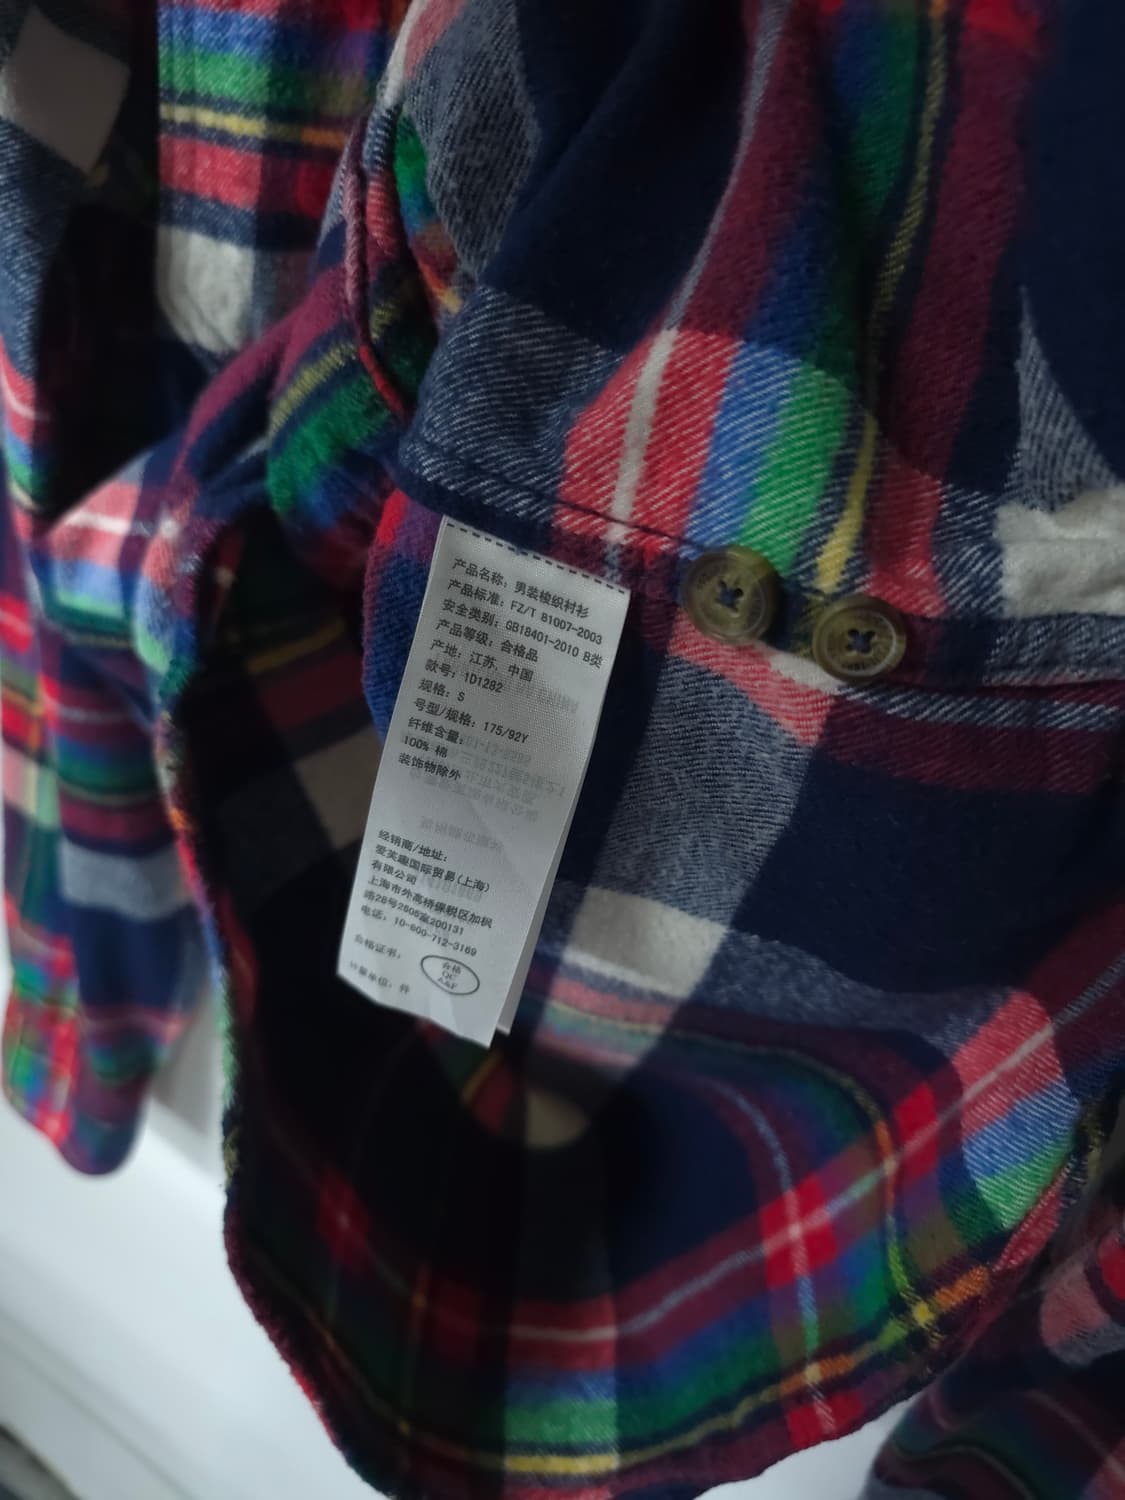 产品名称：男装梭织衬衫
产品标准：FZ/T 81007-2003
安全类别：GB18401-2010 B类
产品等级：合格品
产地：江苏，中国
款号：1D1282
规格：S
号型/规格：175/92Y
纤维含量：
100% 棉
装饰物除外
经销商/地址：
爱芙趣国际贸易(上海)
有限公司
上海市外高桥保税区加枫
路28号2505室200131
电话：10-800-712-3169
合格证书：
合格
QC
A&F
计量单位：件